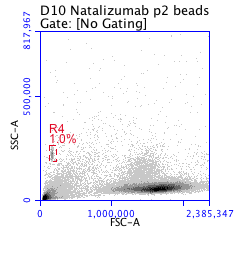 D10 Natalizumab p2 beads
Gate: [No Gating]
817,967
500,000
SSC-A
R4
1.0%
0
0
1,000,000
2,385,347
FSC-A